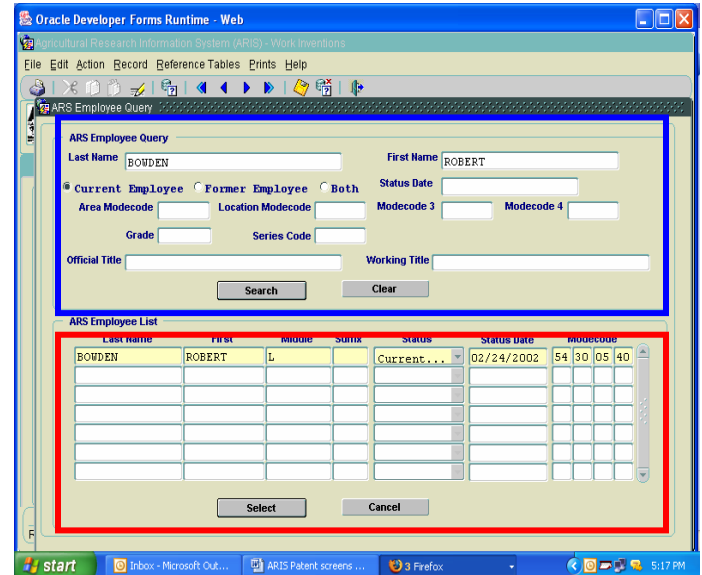 Oracle Developer Forms Runtime - Web
Agricultural Research Information System (ARIS) - Work Inventions
File Edit Action Record Reference Tables Prints Help
ARS Employee Query
ARS Employee Query
Last Name BOWDEN First Name ROBERT
Current Employee Former Employee Both Status Date
Area Modecode Location Modecode Modecode 3 Modecode 4
Grade Series Code
Official Title Working Title
Search Clear
ARS Employee List
Last Name First Middle Suffix Status Status Date Modecode
BOWDEN ROBERT L Current... 02/24/2002 54 30 05 40
Select Cancel
start Inbox - Microsoft Out... ARIS Patent screens ... 3 Firefox 5:17 PM